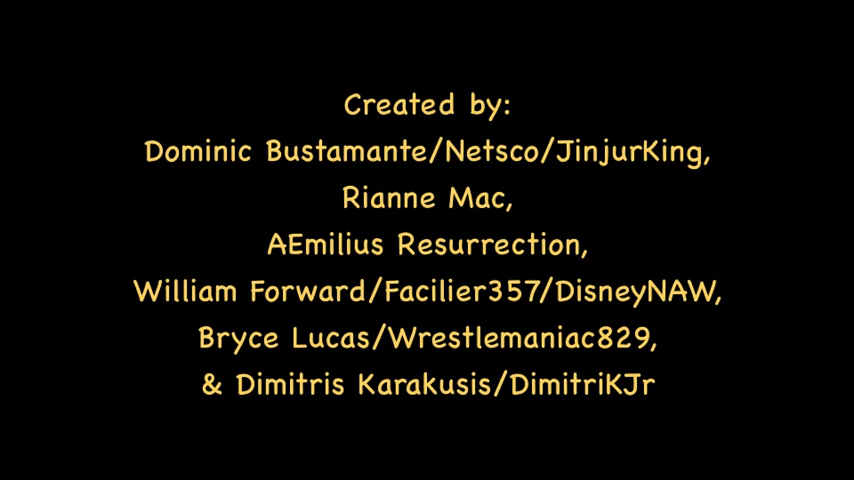 Created by:
Dominic Bustamante/Netsco/JinjurKing,
Rianne Mac,
AEmilius Resurrection,
William Forward/Facilier357/DisneyNAW,
Bryce Lucas/Wrestlemaniac829,
& Dimitris Karakusis/DimitriKJr